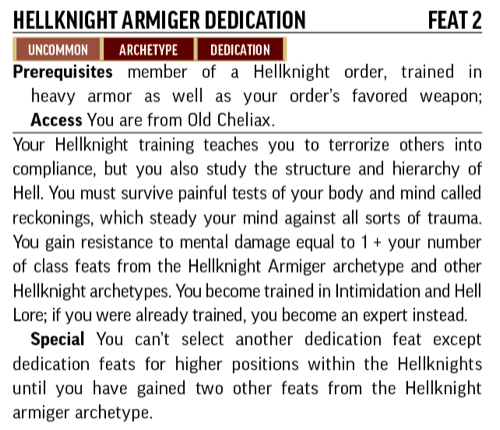 HELLKNIGHT ARMIGER DEDICATION FEAT 2
UNCOMMON ARCHETYPE DEDICATION
Prerequisites member of a Hellknight order, trained in
heavy armor as well as your order's favored weapon;
Access You are from Old Cheliax.
Your Hellknight training teaches you to terrorize others into
compliance, but you also study the structure and hierarchy of
Hell. You must survive painful tests of your body and mind called
reckonings, which steady your mind against all sorts of trauma.
You gain resistance to mental damage equal to 1 + your number
of class feats from the Hellknight Armiger archetype and other
Hellknight archetypes. You become trained in Intimidation and Hell
Lore; if you were already trained, you become an expert instead.
Special You can't select another dedication feat except
dedication feats for higher positions within the Hellknights
until you have gained two other feats from the Hellknight
armiger archetype.